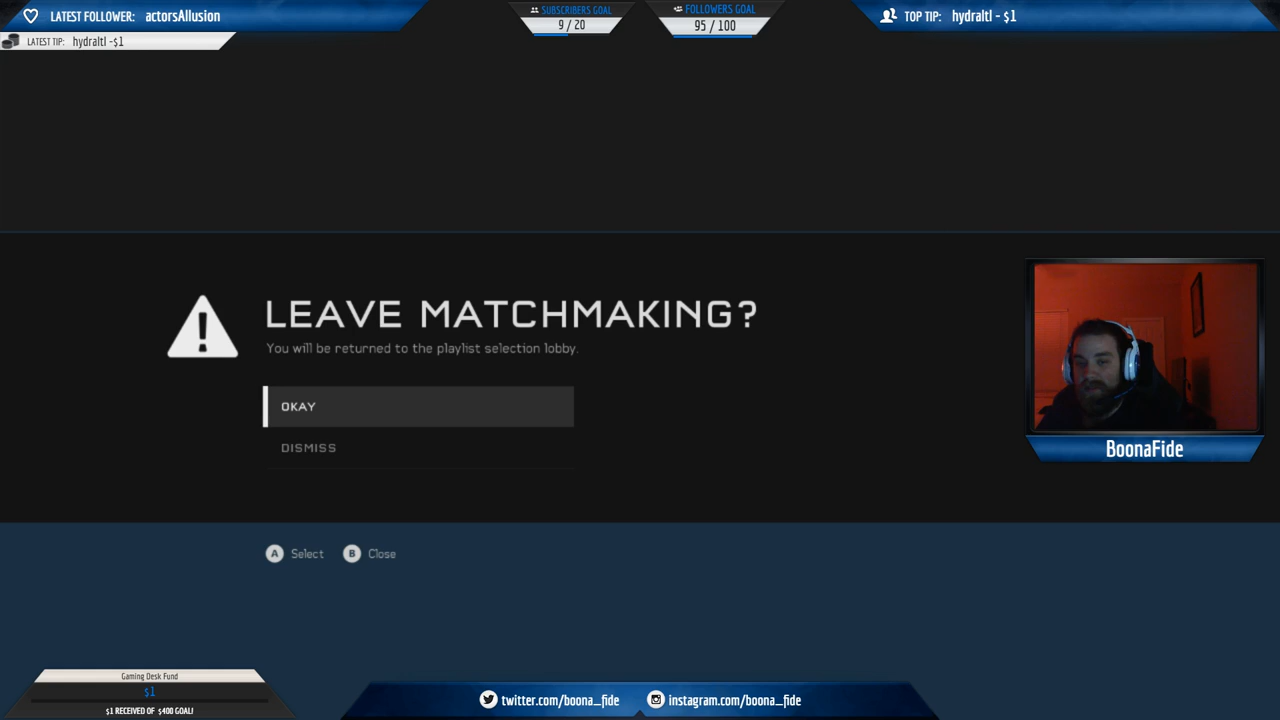 LATEST FOLLOWER: actorsAllusion
SUBSCRIBERS GOAL
9 / 20
FOLLOWERS GOAL
95 / 100
TOP TIP: hydraltl - $1
LATEST TIP: hydraltl -$1
LEAVE MATCHMAKING?
You will be returned to the playlist selection lobby.
OKAY
DISMISS
A Select B Close
BoonaFide
Gaming Desk Fund
$1
$1 RECEIVED OF $400 GOAL!
twitter.com/boona_fide instagram.com/boona_fide